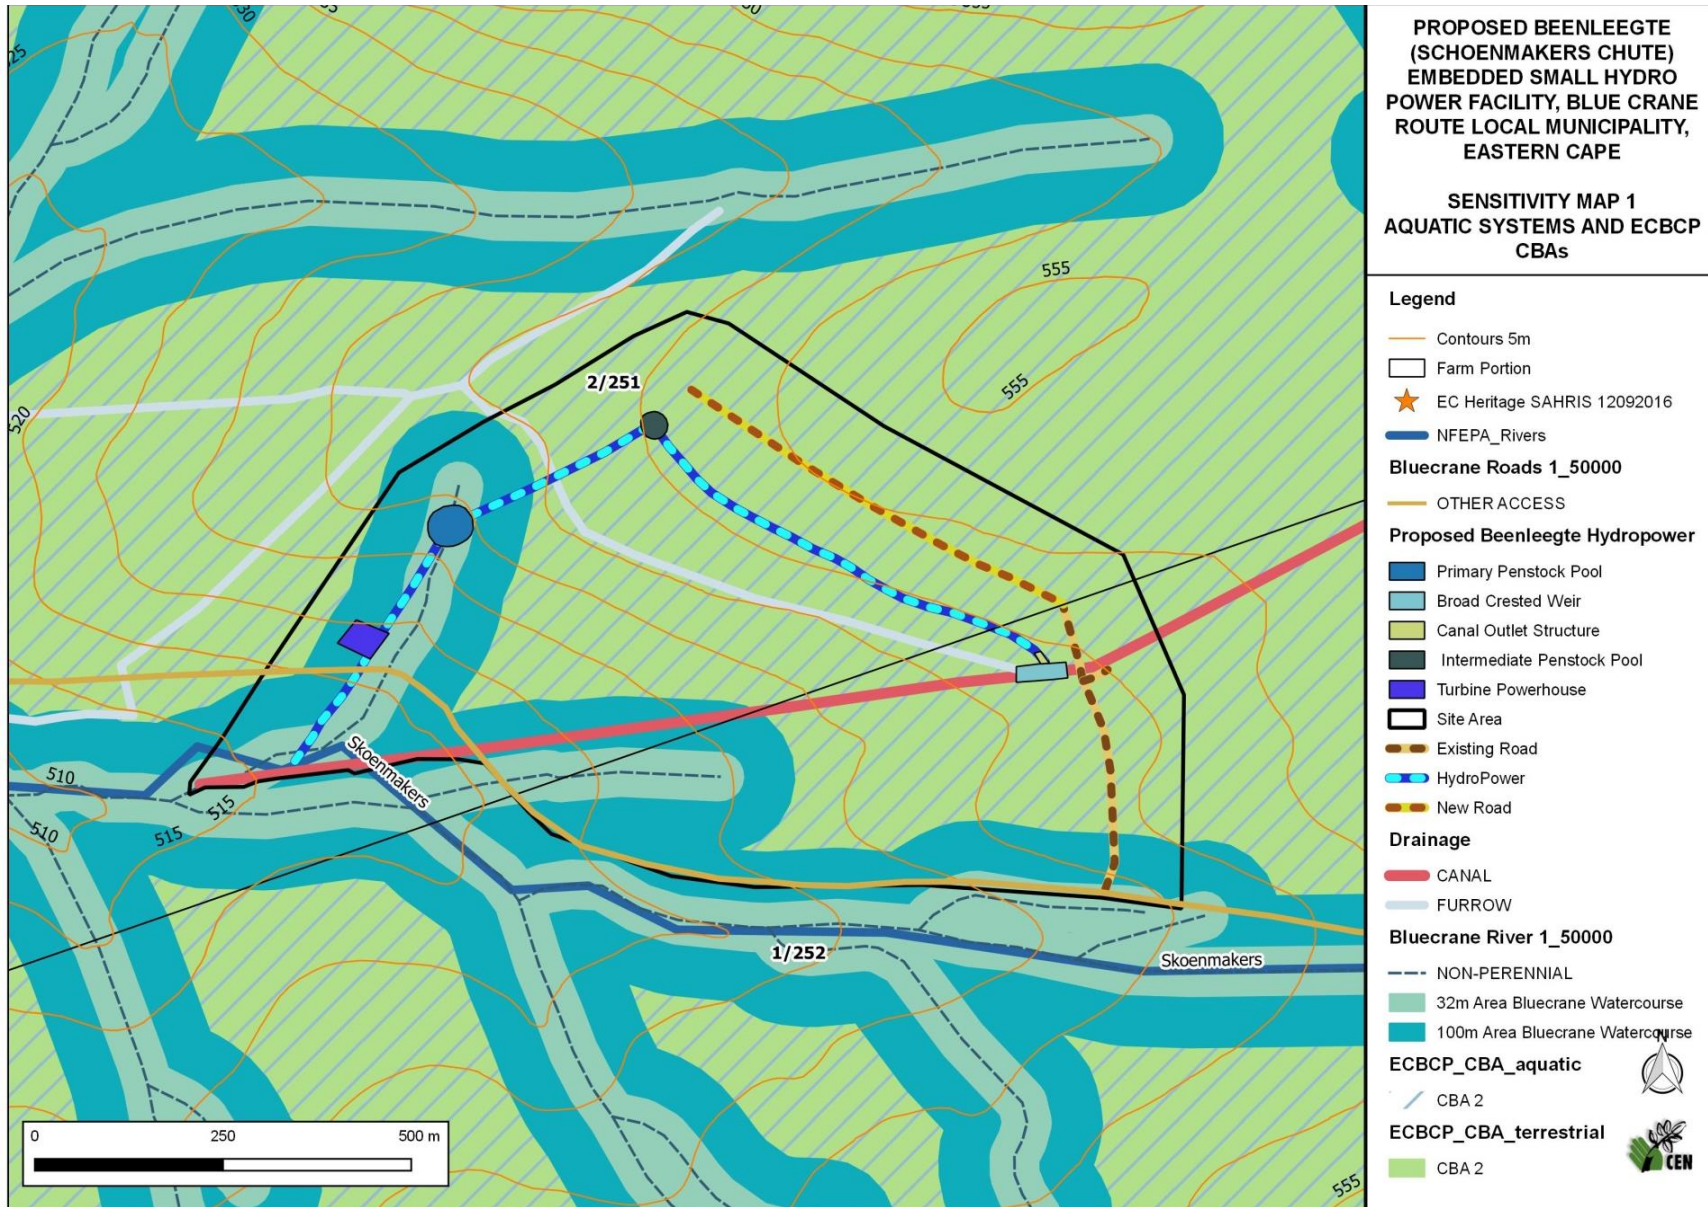 PROPOSED BEENLEEGTE
(SCHOENMAKERS CHUTE)
EMBEDDED SMALL HYDRO
POWER FACILITY, BLUE CRANE
ROUTE LOCAL MUNICIPALITY,
EASTERN CAPE
SENSITIVITY MAP 1
AQUATIC SYSTEMS AND ECBCP
CBAs
Legend
Contours 5m
Farm Portion
EC Heritage SAHRIS 12092016
NFEPA_Rivers
Bluecrane Roads 1_50000
OTHER ACCESS
Proposed Beenleegte Hydropower
Primary Penstock Pool
Broad Crested Weir
Canal Outlet Structure
Intermediate Penstock Pool
Turbine Powerhouse
Site Area
Existing Road
HydroPower
New Road
Drainage
CANAL
FURROW
Bluecrane River 1_50000
NON-PERENNIAL
32m Area Bluecrane Watercourse
100m Area Bluecrane Watercourse
N
ECBCP_CBA_aquatic
CBA 2
ECBCP_CBA_terrestrial
CBA 2
CEN
555
555
2/251
520
Skoenmakers
510
515
515
510
1/252
Skoenmakers
555
0 250 500 m